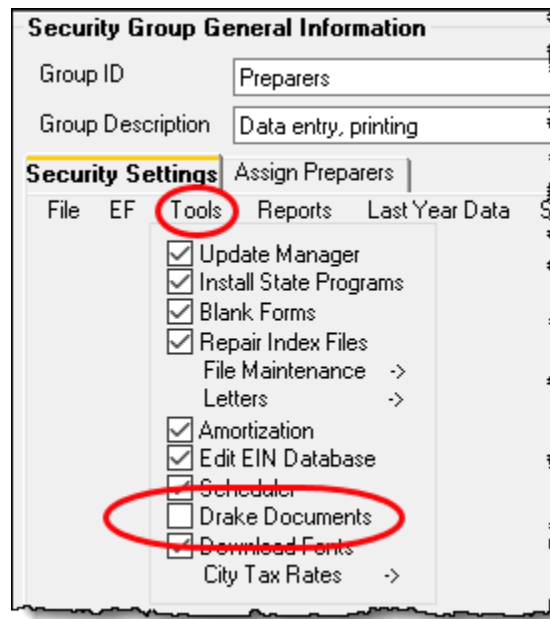 Security Group General Information
Group ID Preparers
Group Description Data entry, printing
Security Settings Assign Preparers
File EF Tools Reports Last Year Data S
Update Manager
Install State Programs
Blank Forms
Repair Index Files
File Maintenance ->
Letters ->
Amortization
Edit EIN Database
Scheduler
Drake Documents
Download Fonts
City Tax Rates ->